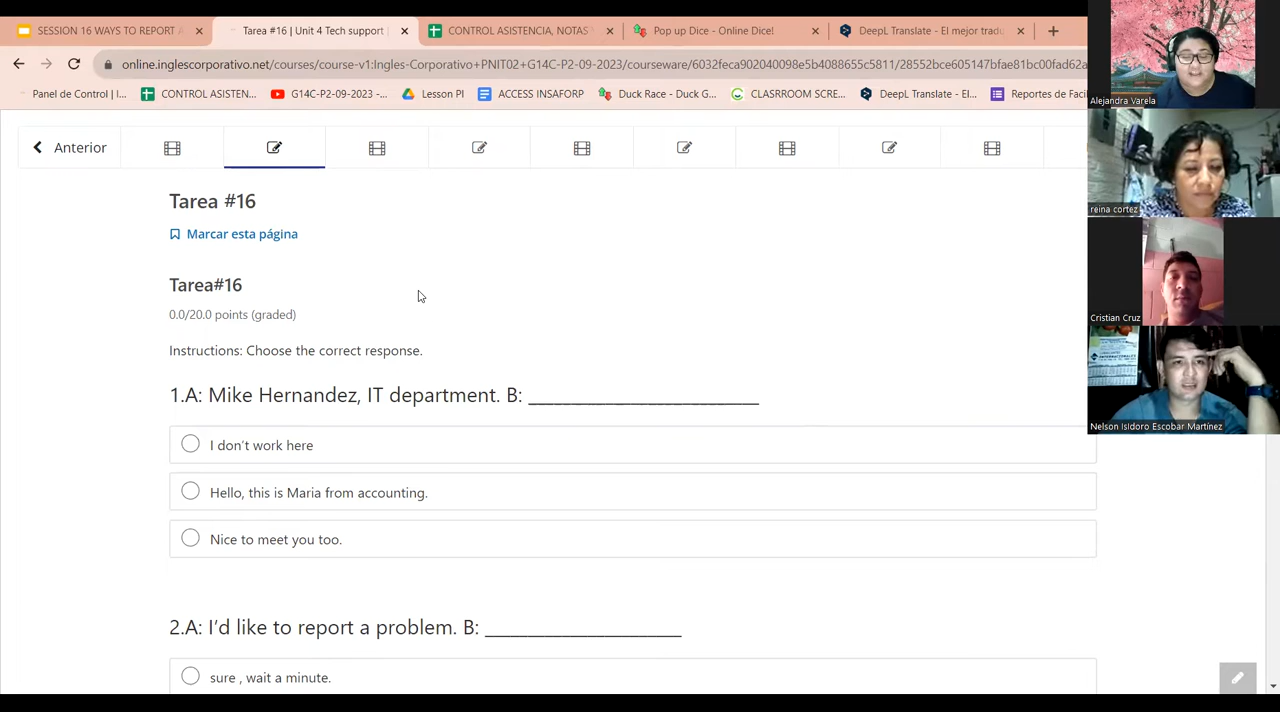 SESSION 16 WAYS TO REPORT A
Tarea #16 | Unit 4 Tech support
CONTROL ASISTENCIA, NOTAS
Pop up Dice - Online Dice!
DeepL Translate - El mejor tradu
online.inglescorporativo.net/courses/course-v1:Ingles-Corporativo+PNIT02+G14C-P2-09-2023/courseware/6032feca902040098e5b4088655c5811/28552bce605147bfae81bc00fad62a
Panel de Control | I...
CONTROL ASISTEN...
G14C-P2-09-2023 -...
Lesson PI
ACCESS INSAFORP
Duck Race - Duck G...
CLASRROOM SCRE...
DeepL Translate - El...
Reportes de Facil
Alejandra Varela
Anterior
Tarea #16
reina cortez
Marcar esta página
Tarea#16
0.0/20.0 points (graded)
Cristian Cruz
Instructions: Choose the correct response.
1.A: Mike Hernandez, IT department. B: ___________________________
Nelson Isidoro Escobar Martínez
I don't work here
Hello, this is Maria from accounting.
Nice to meet you too.
2.A: I'd like to report a problem. B: _______________________
sure , wait a minute.